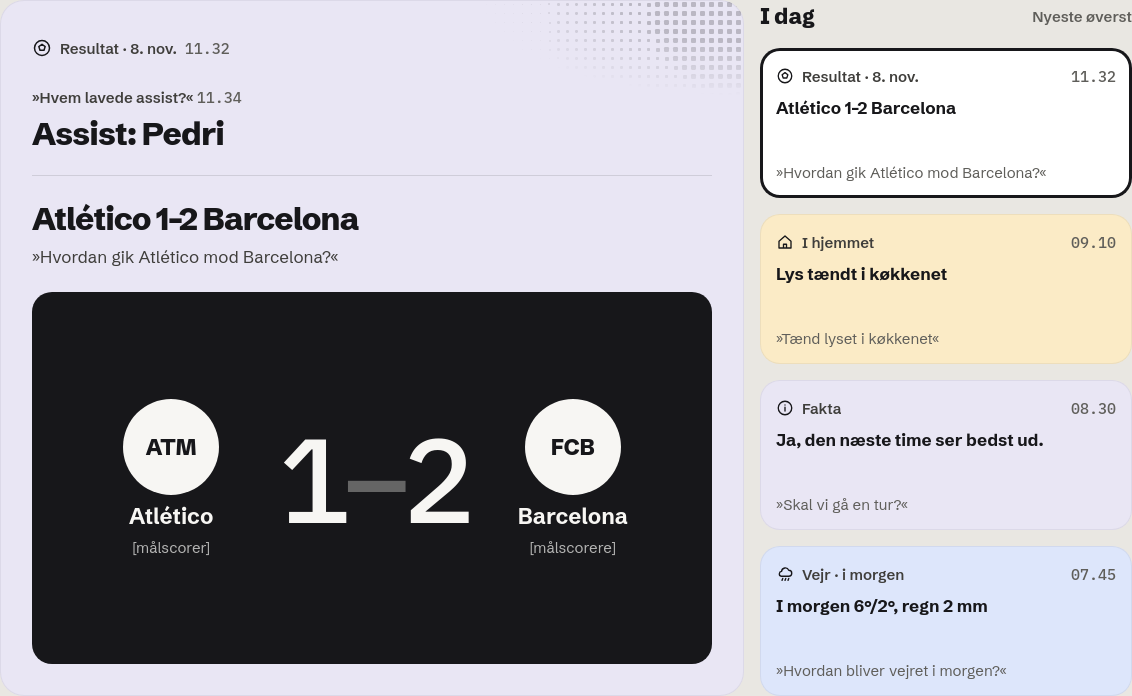 Resultat · 8. nov. 11.32
»Hvem lavede assist?« 11.34
Assist: Pedri
Atlético 1–2 Barcelona
»Hvordan gik Atlético mod Barcelona?«
ATM
Atlético
[målscorer]
1–2
FCB
Barcelona
[målscorere]
I dag
Nyeste øverst
Resultat · 8. nov. 11.32
Atlético 1–2 Barcelona
»Hvordan gik Atlético mod Barcelona?«
I hjemmet 09.10
Lys tændt i køkkenet
»Tænd lyset i køkkenet«
Fakta 08.30
Ja, den næste time ser bedst ud.
»Skal vi gå en tur?«
Vejr · i morgen 07.45
I morgen 6°/2°, regn 2 mm
»Hvordan bliver vejret i morgen?«